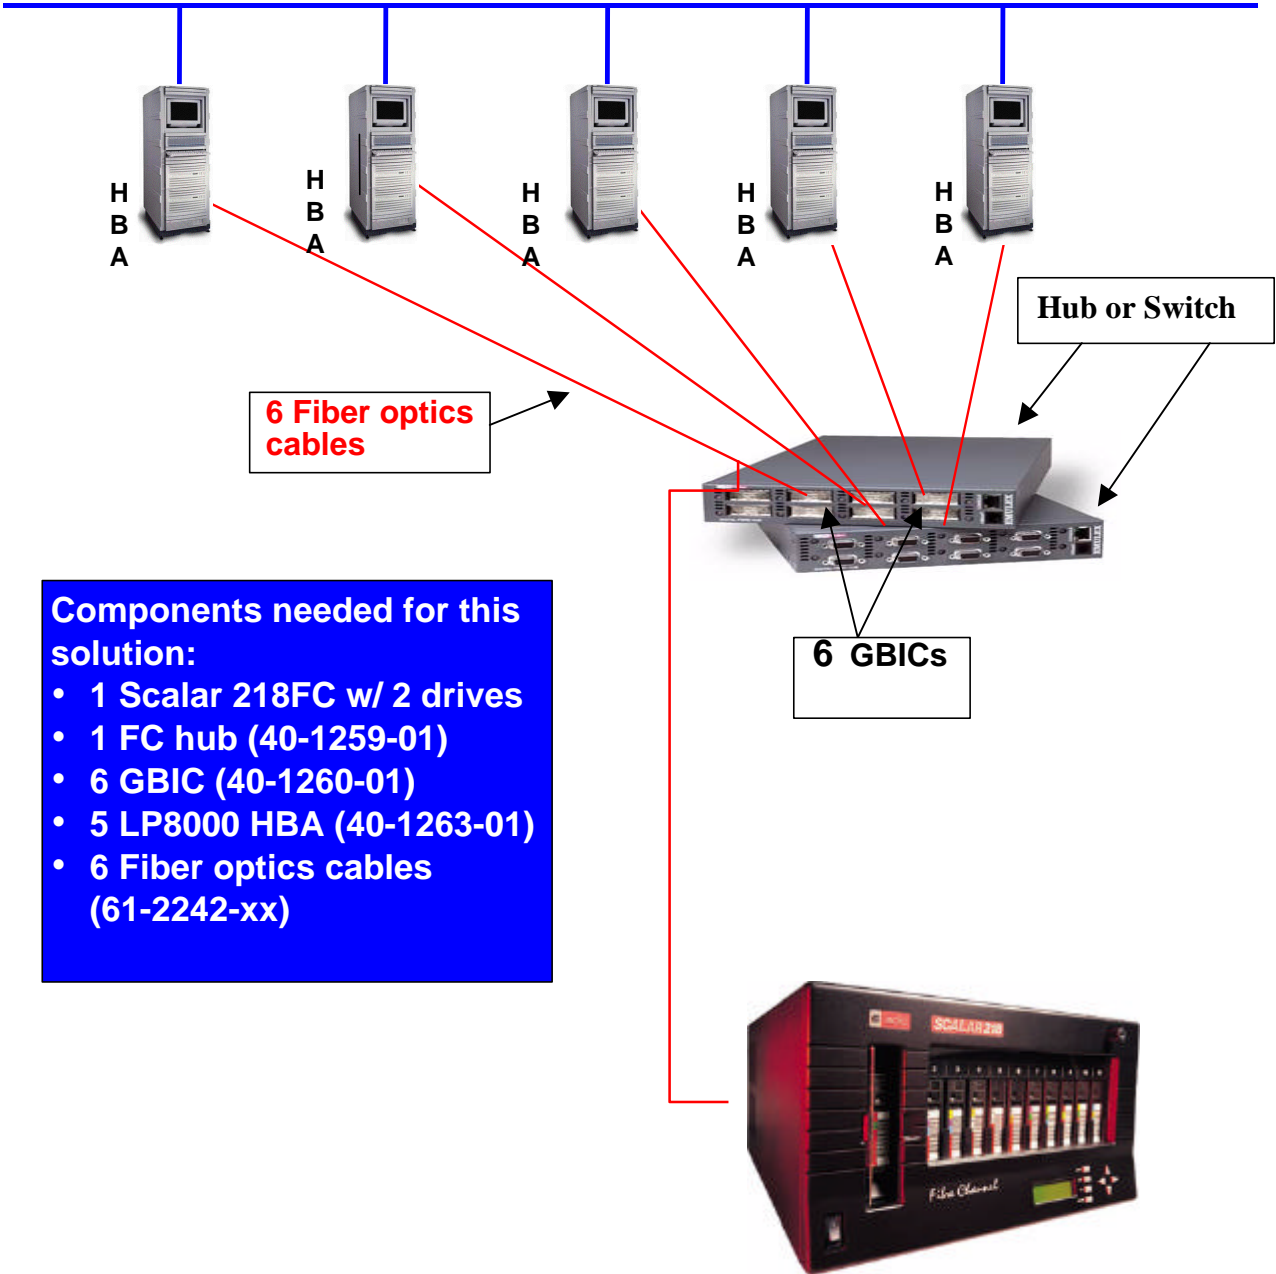 H
B
A
H
B
A
H
B
A
H
B
A
H
B
A
Hub or Switch
6 Fiber optics
cables
EMULEX
EMULEX
6 GBICs
Components needed for this
solution:
• 1 Scalar 218FC w/ 2 drives
• 1 FC hub (40-1259-01)
• 6 GBIC (40-1260-01)
• 5 LP8000 HBA (40-1263-01)
• 6 Fiber optics cables
(61-2242-xx)
SCALAR 218
Fibre Channel